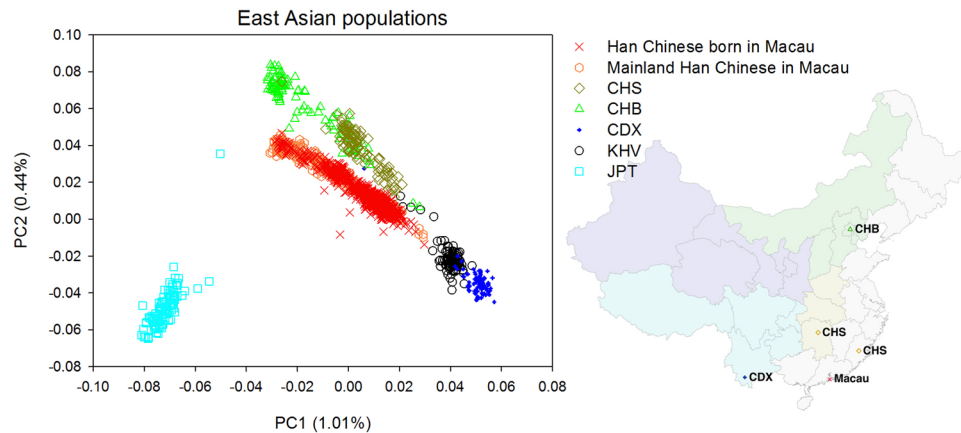 East Asian populations
PC2 (0.44%)
0.10
0.08
0.06
0.04
0.02
0.00
-0.02
-0.04
-0.06
-0.08
-0.10 -0.08 -0.06 -0.04 -0.02 0.00 0.02 0.04 0.06 0.08
PC1 (1.01%)
Han Chinese born in Macau
Mainland Han Chinese in Macau
CHS
CHB
CDX
KHV
JPT
CHB
CHS
CHS
CDX
Macau